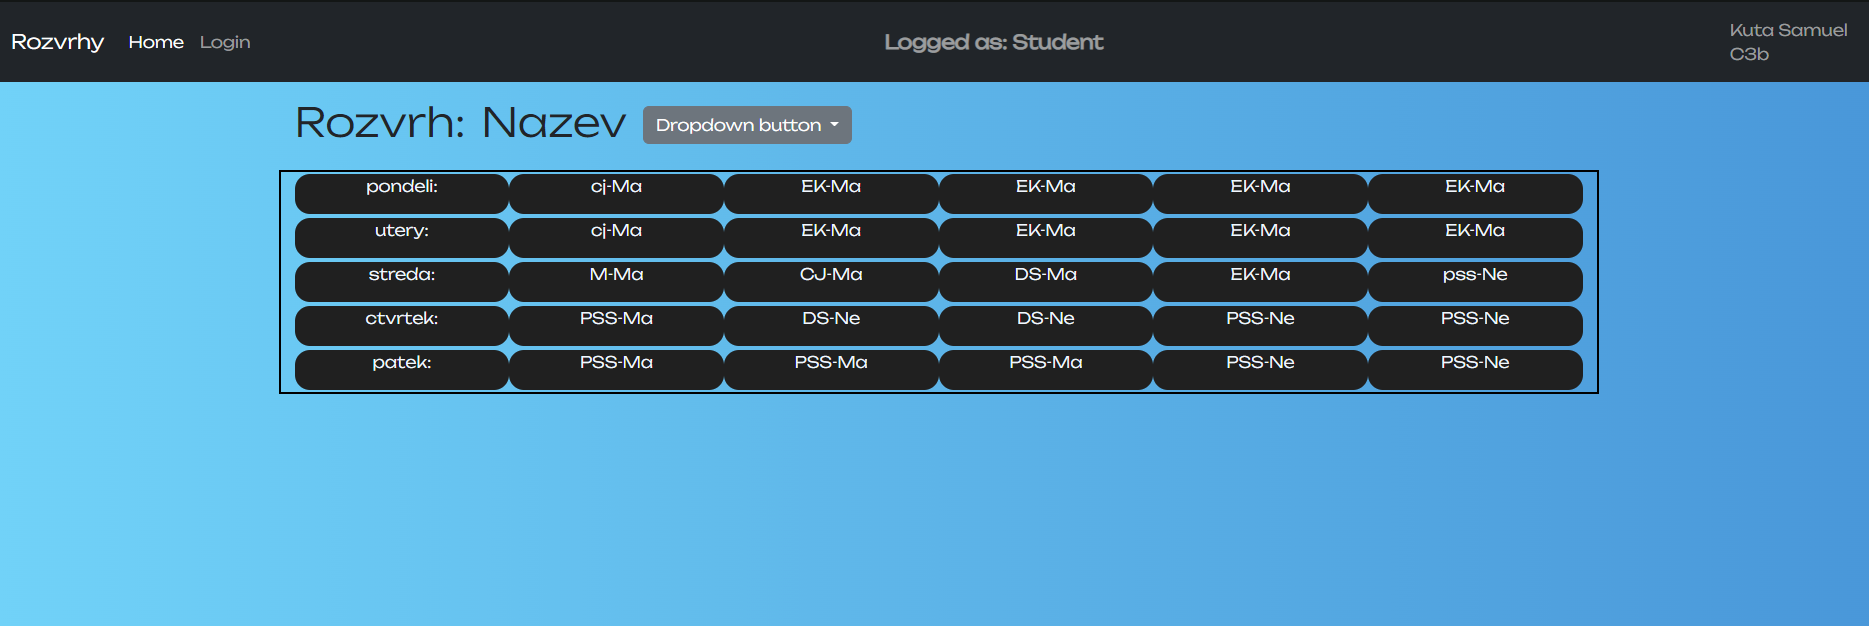 Rozvrhy Home Login Logged as: Student Kuta Samuel
C3b
Rozvrh: Nazev Dropdown button
pondeli: cj-Ma EK-Ma EK-Ma EK-Ma EK-Ma
utery: cj-Ma EK-Ma EK-Ma EK-Ma EK-Ma
streda: M-Ma CJ-Ma DS-Ma EK-Ma pss-Ne
ctvrtek: PSS-Ma DS-Ne DS-Ne PSS-Ne PSS-Ne
patek: PSS-Ma PSS-Ma PSS-Ma PSS-Ne PSS-Ne